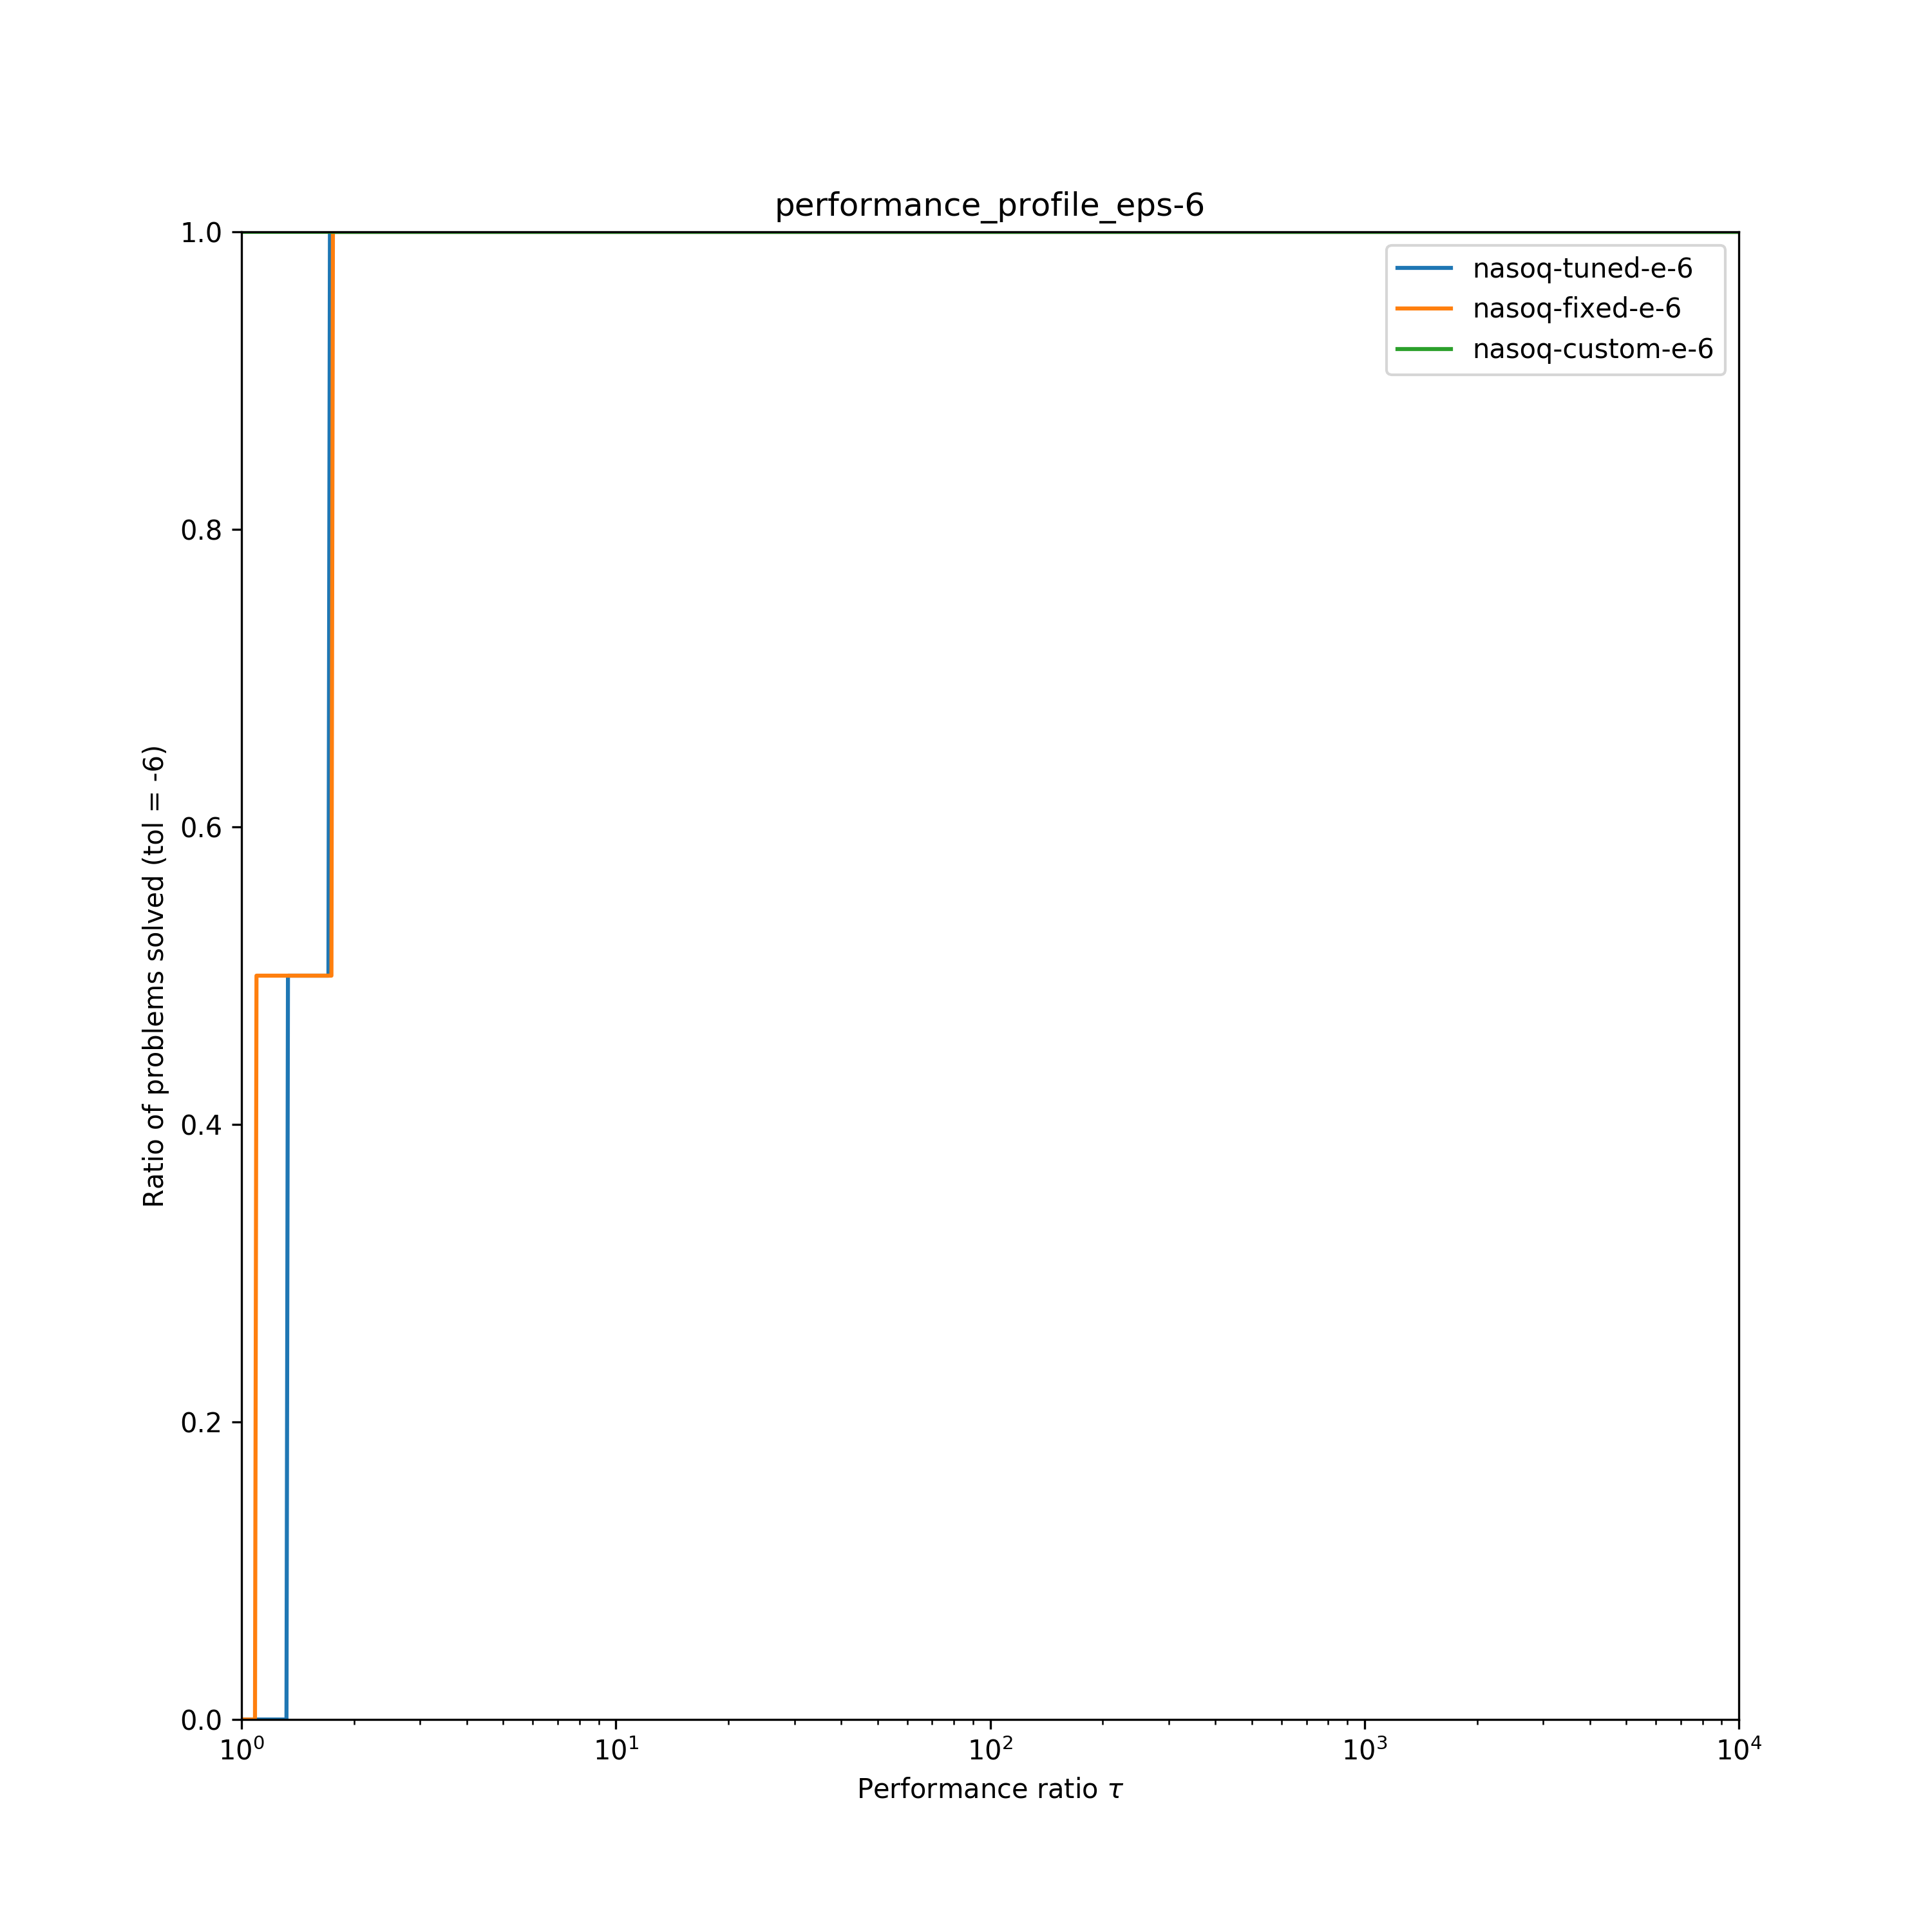 performance_profile_eps-6
1.0
0.8
0.6
0.4
0.2
0.0
Ratio of problems solved (tol = -6)
nasoq-tuned-e-6
nasoq-fixed-e-6
nasoq-custom-e-6
10⁰ 10¹ 10² 10³ 10⁴
Performance ratio τ